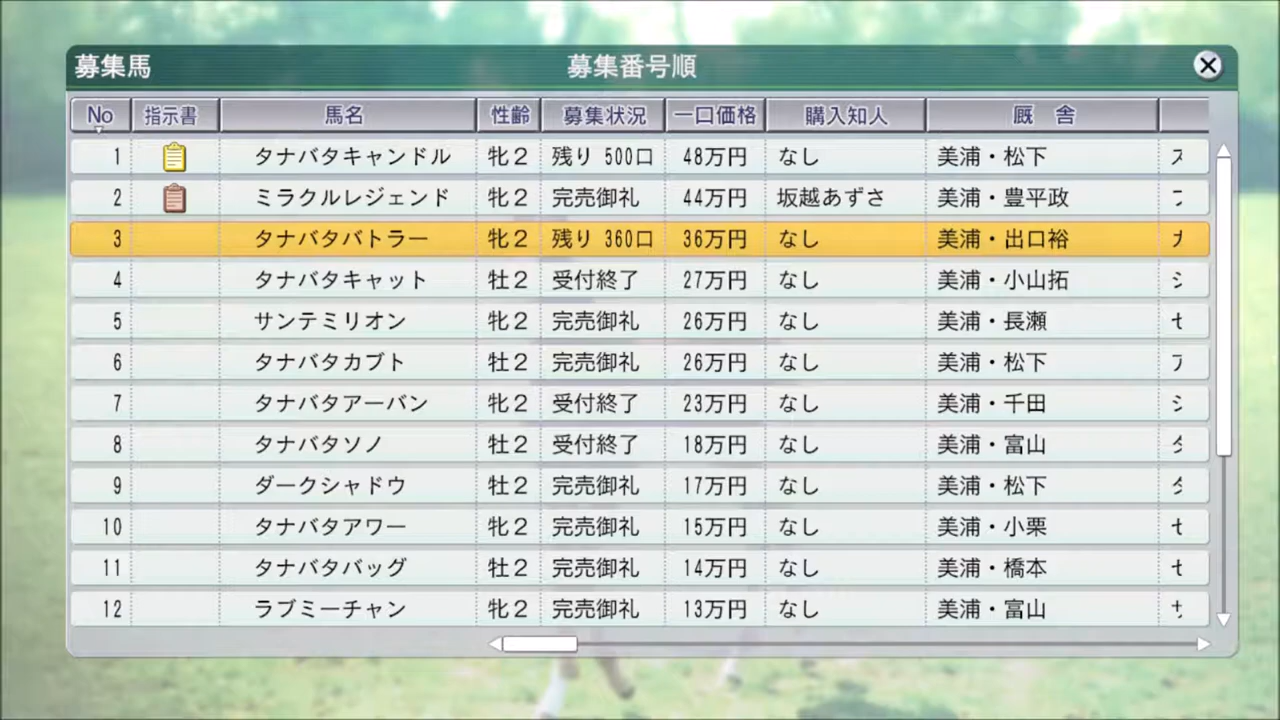 募集馬 募集番号順
No 指示書 馬名 性齢 募集状況 一口価格 購入知人 厩 舎
1 タナバタキャンドル 牝2 残り 500口 48万円 なし 美浦・松下
2 ミラクルレジェンド 牝2 完売御礼 44万円 坂越あずさ 美浦・豊平政
3 タナバタバトラー 牝2 残り 360口 36万円 なし 美浦・出口裕
4 タナバタキャット 牡2 受付終了 27万円 なし 美浦・小山拓
5 サンテミリオン 牝2 完売御礼 26万円 なし 美浦・長瀬
6 タナバタカブト 牡2 完売御礼 26万円 なし 美浦・松下
7 タナバタアーバン 牝2 受付終了 23万円 なし 美浦・千田
8 タナバタソノ 牡2 受付終了 18万円 なし 美浦・富山
9 ダークシャドウ 牡2 完売御礼 17万円 なし 美浦・松下
10 タナバタアワー 牝2 完売御礼 15万円 なし 美浦・小栗
11 タナバタバッグ 牡2 完売御礼 14万円 なし 美浦・橋本
12 ラブミーチャン 牝2 完売御礼 13万円 なし 美浦・富山